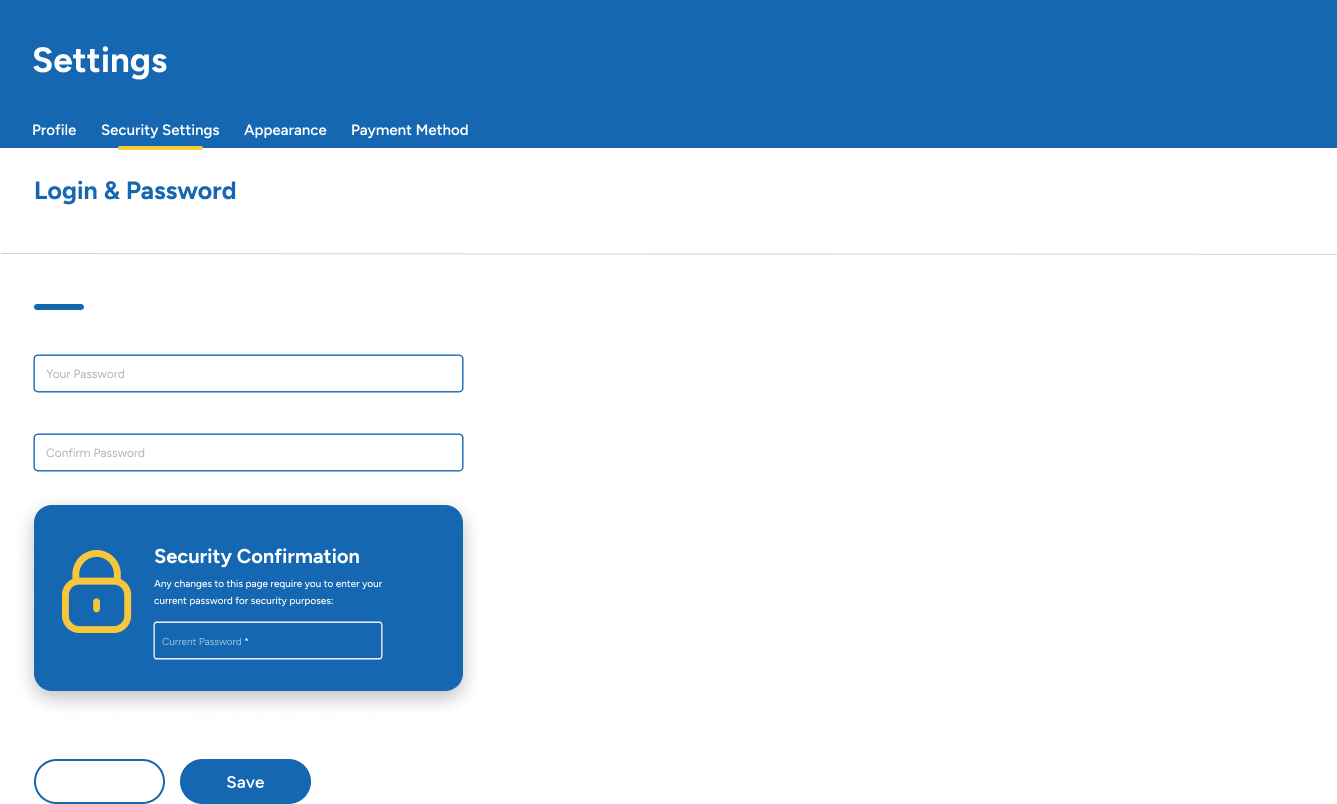 Settings
Profile Security Settings Appearance Payment Method
Login & Password
Your Password
Confirm Password
Security Confirmation
Any changes to this page require you to enter your
current password for security purposes:
Current Password *
Save